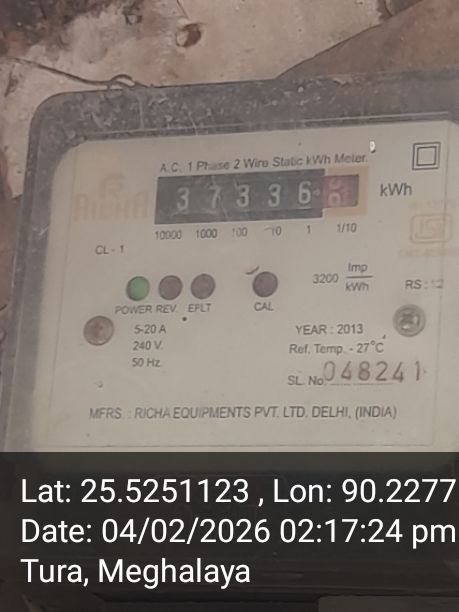 A.C. 1 Phase 2 Wire Static kWh Meter.
RICHA
3 7 3 3 6
kWh
10000 1000 100 10 1 1/10
CL - 1
3200 Imp/kWh
RS :
POWER REV. EFLT CAL
5-20 A
240 V.
50 Hz.
YEAR : 2013
Ref. Temp. - 27°C
SL. No. 048241
MFRS. : RICHA EQUIPMENTS PVT. LTD. DELHI, (INDIA)
Lat: 25.5251123 , Lon: 90.2277
Date: 04/02/2026 02:17:24 pm
Tura, Meghalaya